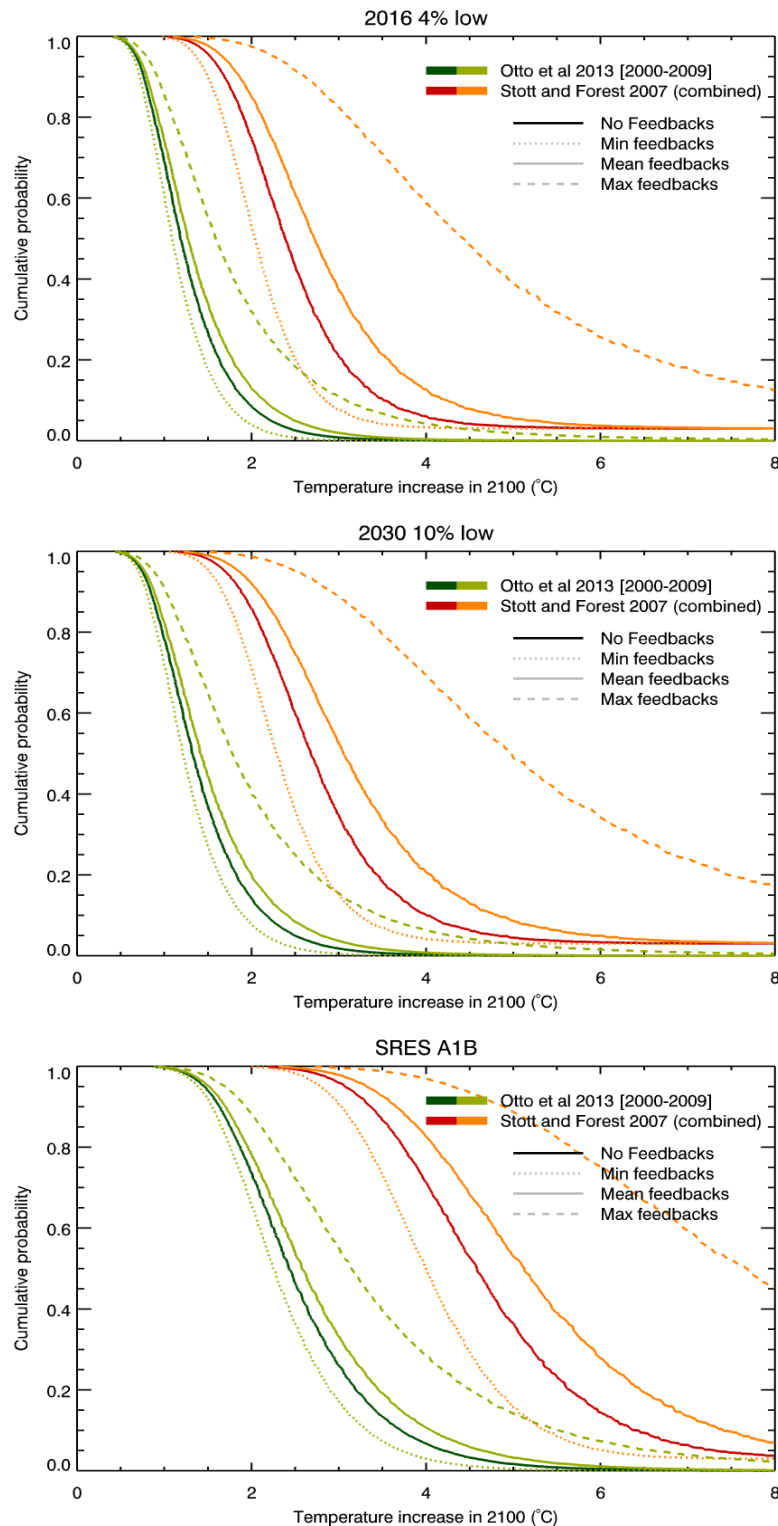 2016 4% low
1.0
Otto et al 2013 [2000-2009]
Stott and Forest 2007 (combined)
0.8
No Feedbacks
Min feedbacks
Mean feedbacks
Max feedbacks
0.6
Cumulative probability
0.4
0.2
0.0
0 2 4 6 8
Temperature increase in 2100 (°C)
2030 10% low
1.0
Otto et al 2013 [2000-2009]
Stott and Forest 2007 (combined)
0.8
No Feedbacks
Min feedbacks
Mean feedbacks
Max feedbacks
0.6
Cumulative probability
0.4
0.2
0.0
0 2 4 6 8
Temperature increase in 2100 (°C)
SRES A1B
1.0
Otto et al 2013 [2000-2009]
Stott and Forest 2007 (combined)
0.8
No Feedbacks
Min feedbacks
Mean feedbacks
Max feedbacks
0.6
Cumulative probability
0.4
0.2
0.0
0 2 4 6 8
Temperature increase in 2100 (°C)